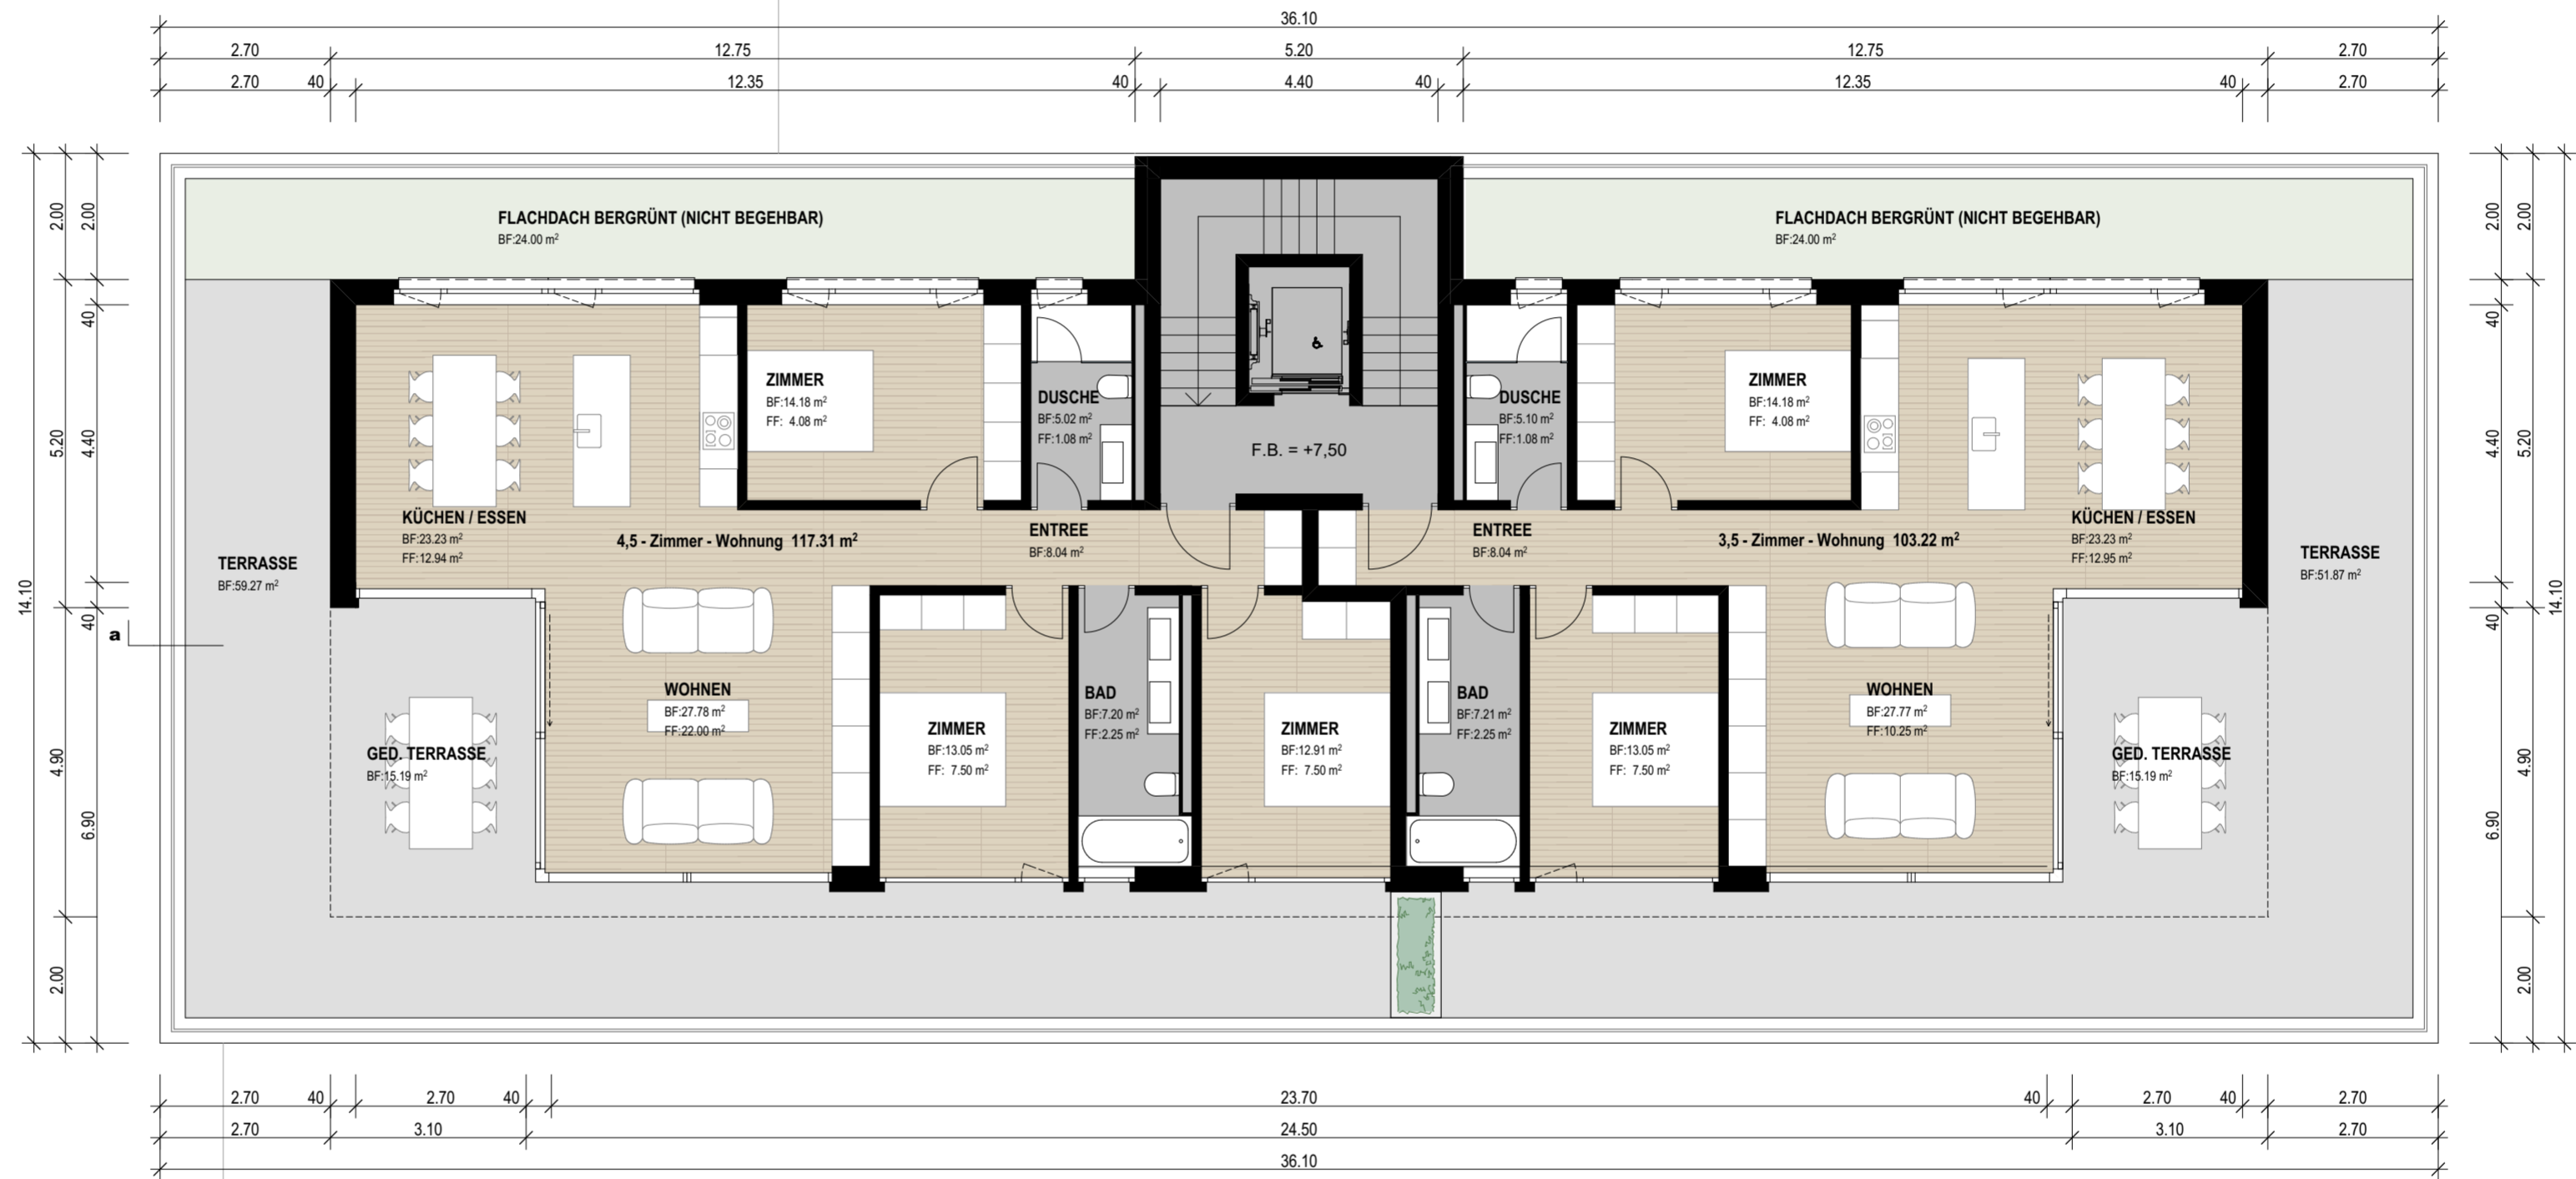 36.10
2.70 12.75 5.20 12.75 2.70
2.70 40 12.35 40 4.40 40 12.35 40 2.70
FLACHDACH BERGRÜNT (NICHT BEGEHBAR)
BF:24.00 m²
FLACHDACH BERGRÜNT (NICHT BEGEHBAR)
BF:24.00 m²
14.10
2.00
5.20
4.90
2.00
2.00
40
4.40
40
6.90
a
TERRASSE
BF:59.27 m²
KÜCHEN / ESSEN
BF:23.23 m²
FF:12.94 m²
4,5 - Zimmer - Wohnung 117.31 m²
ZIMMER
BF:14.18 m²
FF: 4.08 m²
DUSCHE
BF:5.02 m²
FF:1.08 m²
ENTREE
BF:8.04 m²
F.B. = +7,50
DUSCHE
BF:5.10 m²
FF:1.08 m²
ENTREE
BF:8.04 m²
ZIMMER
BF:14.18 m²
FF: 4.08 m²
3,5 - Zimmer - Wohnung 103.22 m²
KÜCHEN / ESSEN
BF:23.23 m²
FF:12.95 m²
TERRASSE
BF:51.87 m²
GED. TERRASSE
BF:15.19 m²
WOHNEN
BF:27.78 m²
FF:22.00 m²
ZIMMER
BF:13.05 m²
FF: 7.50 m²
BAD
BF:7.20 m²
FF:2.25 m²
ZIMMER
BF:12.91 m²
FF: 7.50 m²
BAD
BF:7.21 m²
FF:2.25 m²
ZIMMER
BF:13.05 m²
FF: 7.50 m²
WOHNEN
BF:27.77 m²
FF:10.25 m²
GED. TERRASSE
BF:15.19 m²
2.00
40
4.40
40
6.90
2.00
5.20
4.90
2.00
14.10
2.70 40 2.70 40 23.70 40 2.70 40 2.70
2.70 3.10 24.50 3.10 2.70
36.10